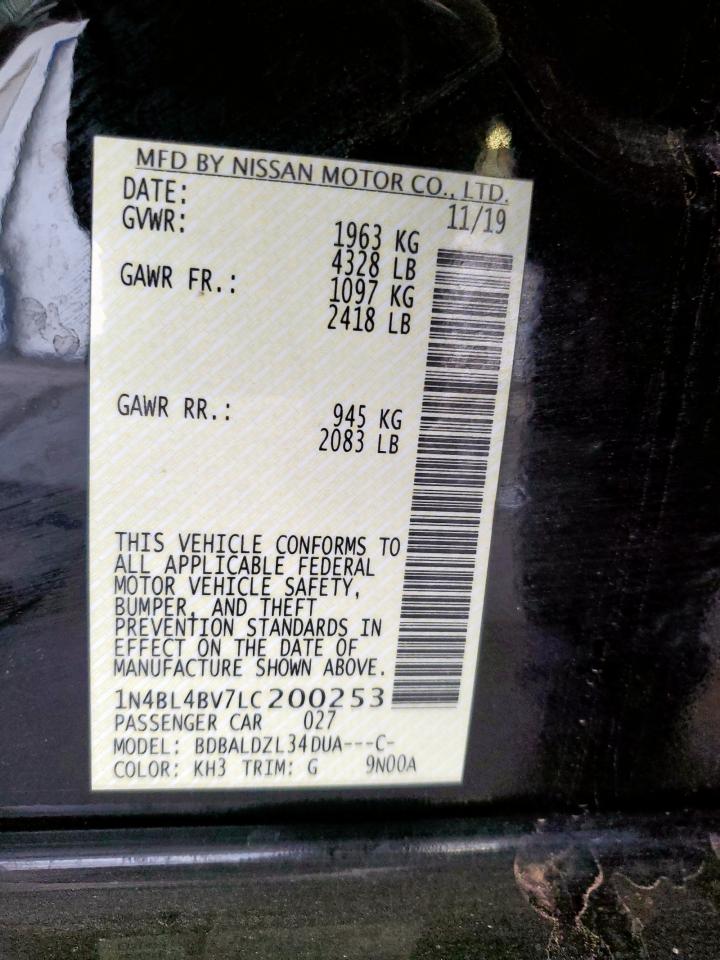 MFD BY NISSAN MOTOR CO., LTD.
DATE: 11/19
GVWR: 1963 KG
4328 LB
GAWR FR.: 1097 KG
2418 LB
GAWR RR.: 945 KG
2083 LB
THIS VEHICLE CONFORMS TO
ALL APPLICABLE FEDERAL
MOTOR VEHICLE SAFETY,
BUMPER, AND THEFT
PREVENTION STANDARDS IN
EFFECT ON THE DATE OF
MANUFACTURE SHOWN ABOVE.
1N4BL4BV7LC200253
PASSENGER CAR 027
MODEL: BDBALDZL34DUA---C-
COLOR: KH3 TRIM: G 9N00A